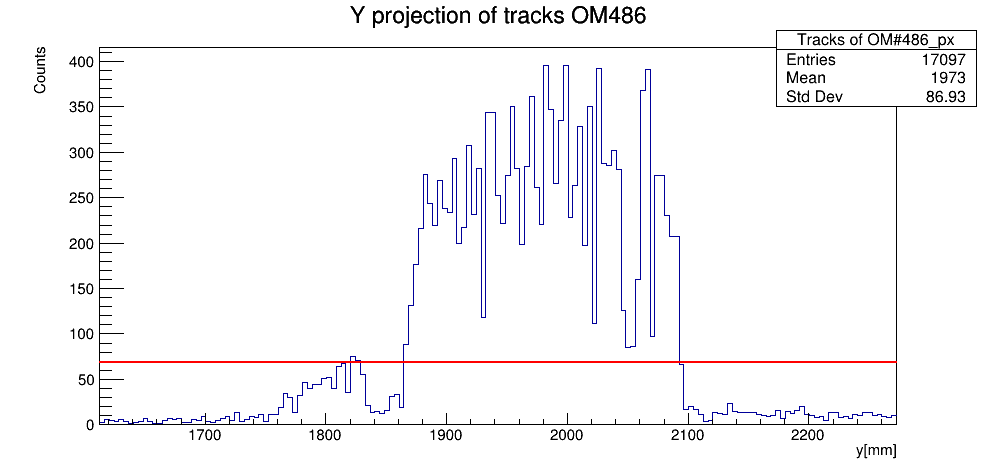 Y projection of tracks OM486
Tracks of OM#486_px
Entries 17097
Mean 1973
Std Dev 86.93
Counts
400
350
300
250
200
150
100
50
0
1700 1800 1900 2000 2100 2200
y[mm]